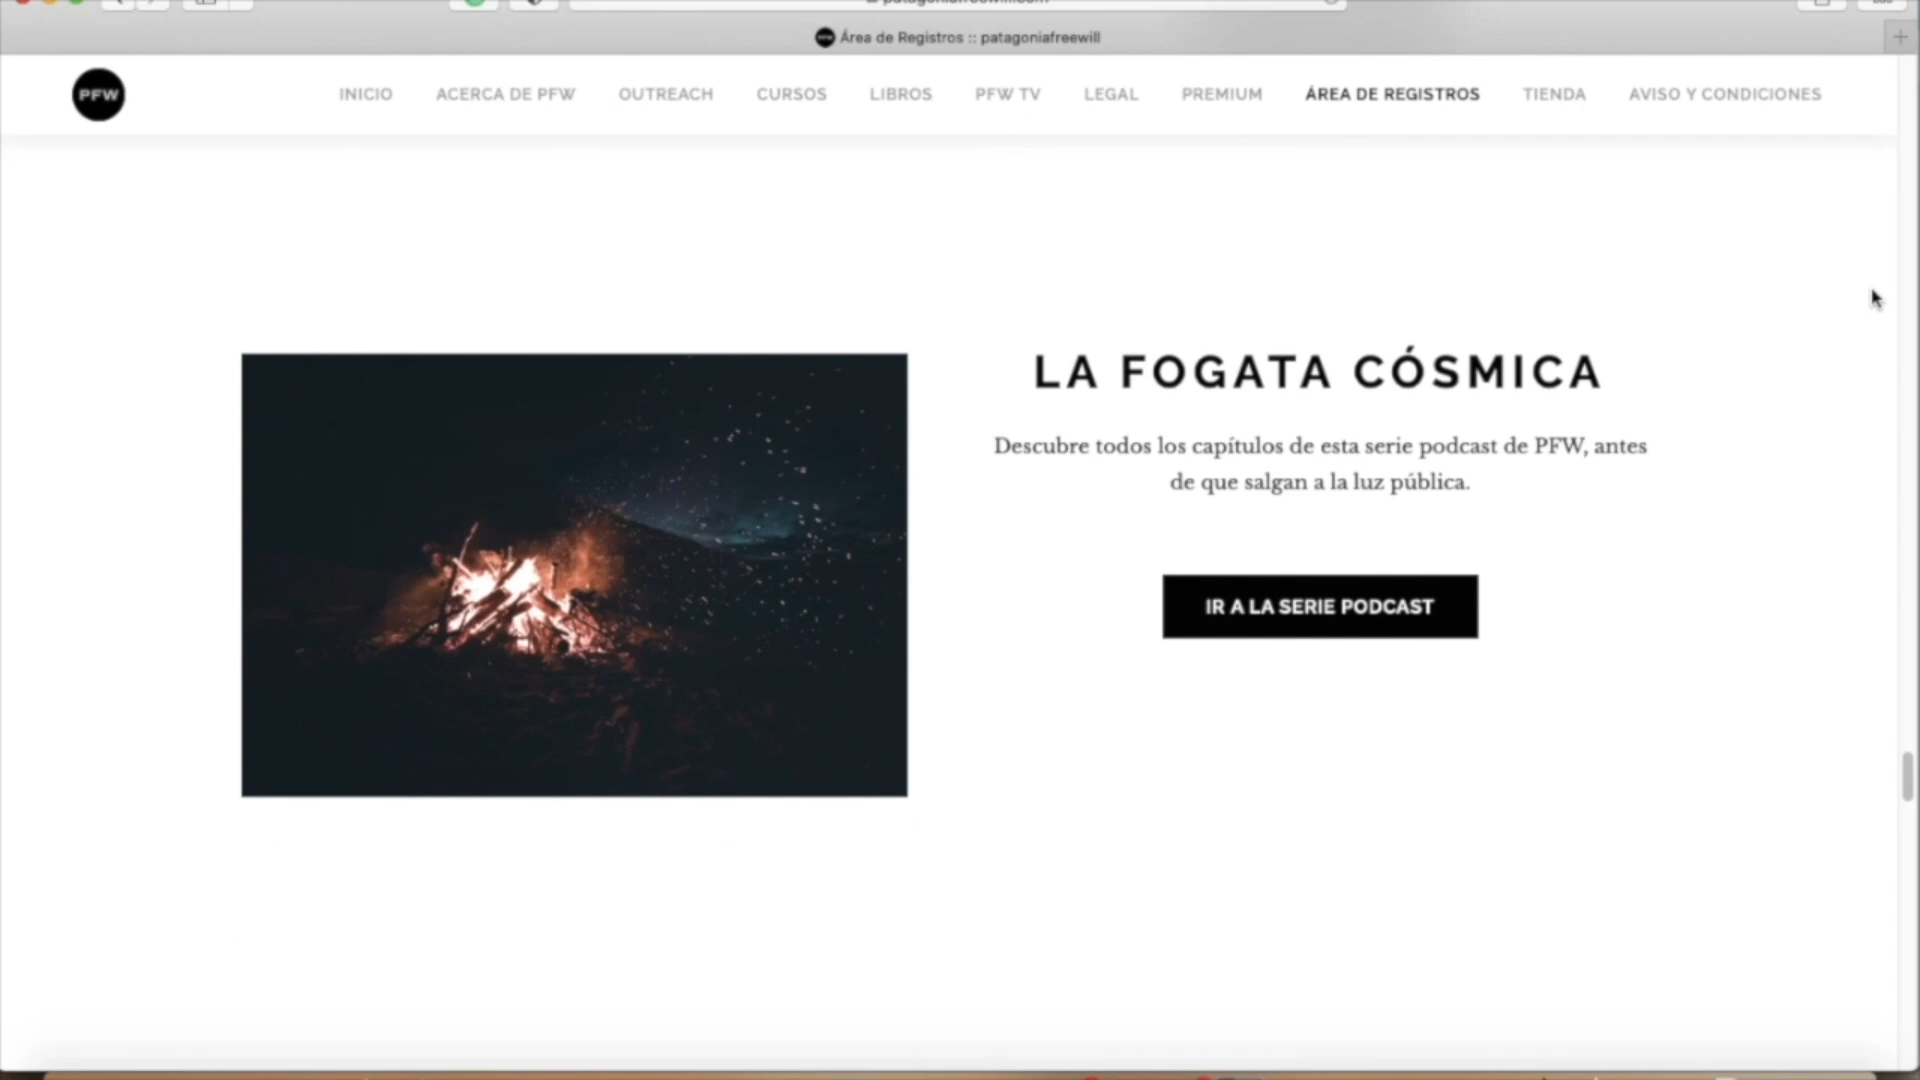 Área de Registros :: patagoniafreewill
PFW
INICIO
ACERCA DE PFW
OUTREACH
CURSOS
LIBROS
PFW TV
LEGAL
PREMIUM
ÁREA DE REGISTROS
TIENDA
AVISO Y CONDICIONES
LA FOGATA CÓSMICA
Descubre todos los capítulos de esta serie podcast de PFW, antes
de que salgan a la luz pública.
IR A LA SERIE PODCAST